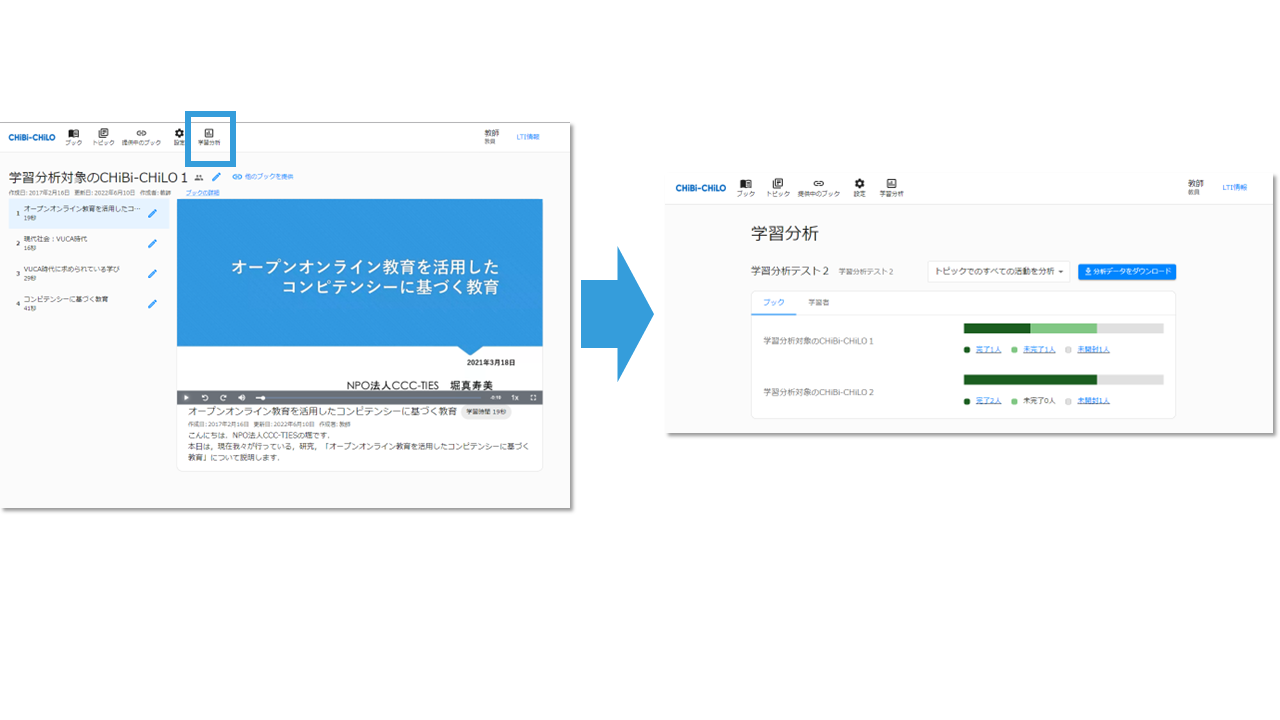 CHiBi-CHiLO ブック トピック 提供中のブック 設定 学習分析 教師 教員 LTI情報
学習分析対象のCHiBi-CHiLO 1 他のブックを提供
作成日: 2017年2月16日 更新日: 2022年6月10日 作成者: 教師 ブックの詳細
1 オープンオンライン教育を活用したコ…
19秒
2 現代社会：VUCA時代
16秒
3 VUCA時代に求められている学び
29秒
4 コンピテンシーに基づく教育
41秒
オープンオンライン教育を活用した
コンピテンシーに基づく教育
2021年3月18日
NPO法人CCC-TIES 堀真寿美
-0:19 1x
オープンオンライン教育を活用したコンピテンシーに基づく教育 学習時間 19秒
作成日: 2017年2月16日 更新日: 2022年6月10日 作成者: 教師
こんにちは．NPO法人CCC-TIESの堀です．
本日は，現在我々が行っている，研究，「オープンオンライン教育を活用したコンピテンシーに基づく
教育」について説明します．
CHiBi-CHiLO ブック トピック 提供中のブック 設定 学習分析 教師 教員 LTI情報
学習分析
学習分析テスト2 学習分析テスト2 トピックでのすべての活動を分析 分析データをダウンロード
ブック 学習者
学習分析対象のCHiBi-CHiLO 1
完了1人 未完了1人 未開封1人
学習分析対象のCHiBi-CHiLO 2
完了2人 未完了0人 未開封1人